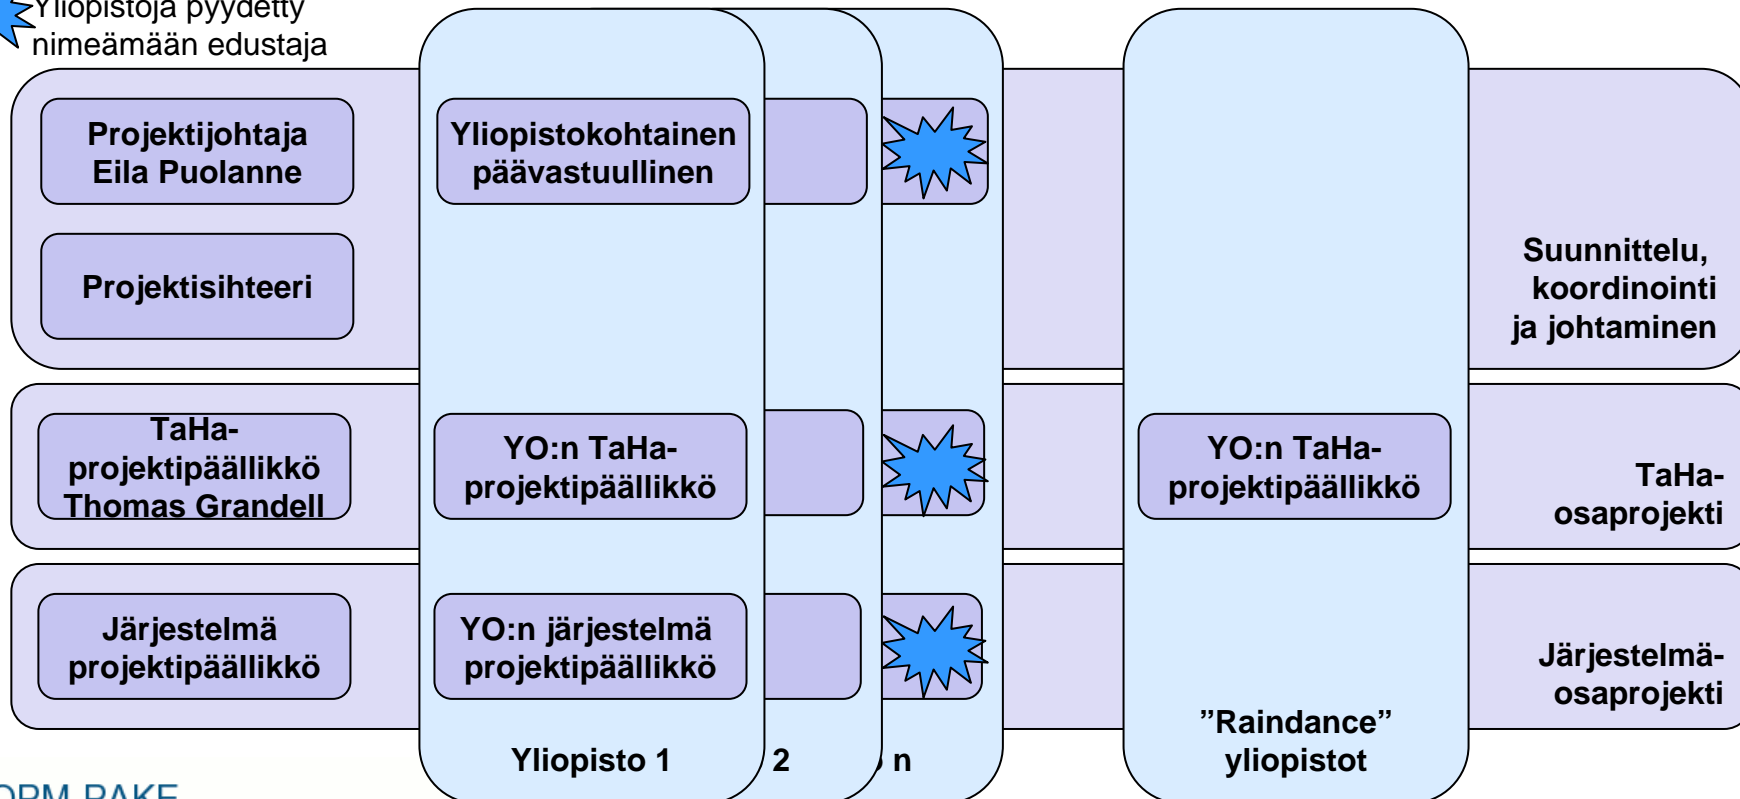 Yliopistoja pyydetty
nimeämään edustaja
Projektijohtaja
Eila Puolanne
Yliopistokohtainen
päävastuullinen
Projektisihteeri
Suunnittelu,
koordinointi
ja johtaminen
TaHa-
projektipäällikkö
Thomas Grandell
YO:n TaHa-
projektipäällikkö
YO:n TaHa-
projektipäällikkö
TaHa-
osaprojekti
Järjestelmä
projektipäällikkö
YO:n järjestelmä
projektipäällikkö
Järjestelmä-
osaprojekti
Yliopisto 1
2
n
”Raindance”
yliopistot